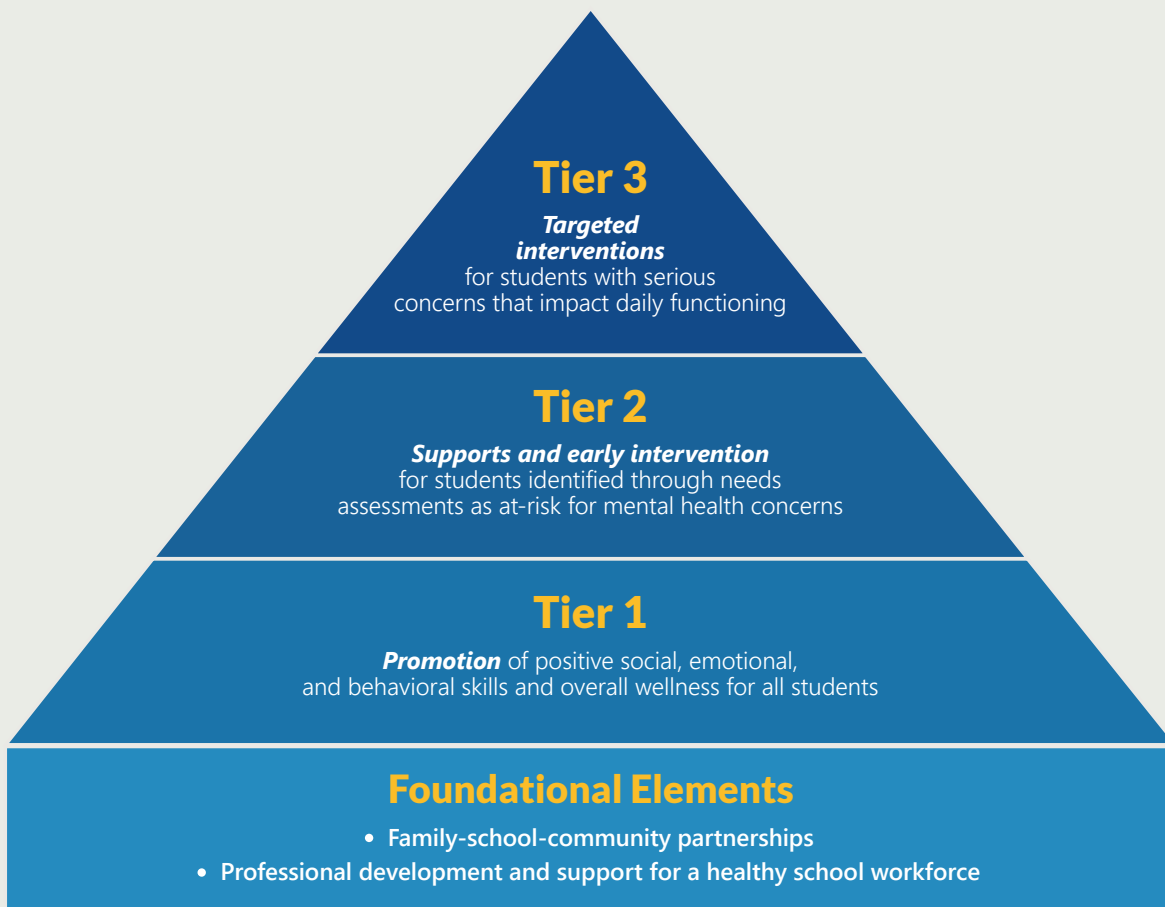 Tier 3
Targeted
interventions
for students with serious
concerns that impact daily functioning
Tier 2
Supports and early intervention
for students identified through needs
assessments as at-risk for mental health concerns
Tier 1
Promotion of positive social, emotional,
and behavioral skills and overall wellness for all students
Foundational Elements
• Family-school-community partnerships
• Professional development and support for a healthy school workforce